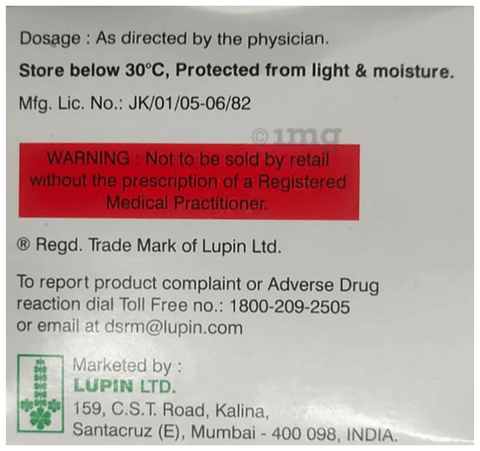 Dosage : As directed by the physician.
Store below 30°C, Protected from light & moisture.
Mfg. Lic. No.: JK/01/05-06/82
©1mg
WARNING : Not to be sold by retail
without the prescription of a Registered
Medical Practitioner.
® Regd. Trade Mark of Lupin Ltd.
To report product complaint or Adverse Drug
reaction dial Toll Free no.: 1800-209-2505
or email at dsrm@lupin.com
Marketed by :
LUPIN LTD.
159, C.S.T. Road, Kalina,
Santacruz (E), Mumbai - 400 098, INDIA.